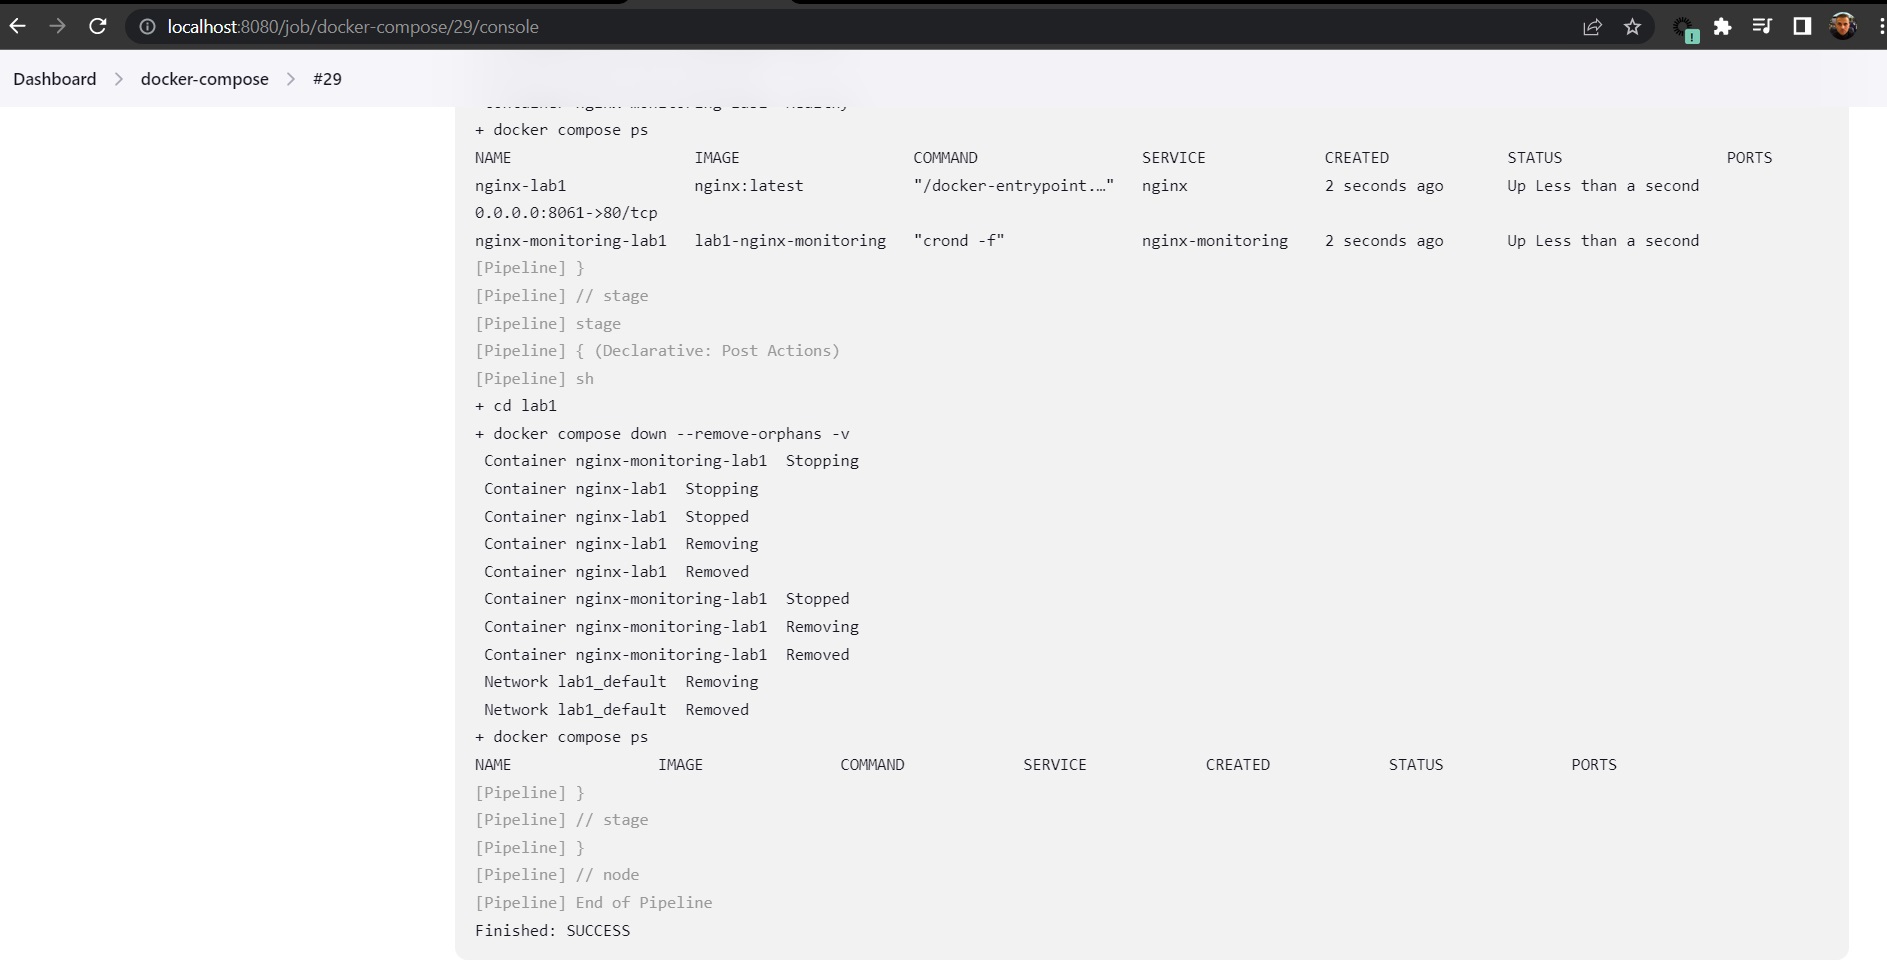 localhost:8080/job/docker-compose/29/console
Dashboard > docker-compose > #29
+ docker compose ps
NAME IMAGE COMMAND SERVICE CREATED STATUS PORTS
nginx-lab1 nginx:latest "/docker-entrypoint.…" nginx 2 seconds ago Up Less than a second
0.0.0.0:8061->80/tcp
nginx-monitoring-lab1 lab1-nginx-monitoring "crond -f" nginx-monitoring 2 seconds ago Up Less than a second
[Pipeline] }
[Pipeline] // stage
[Pipeline] stage
[Pipeline] { (Declarative: Post Actions)
[Pipeline] sh
+ cd lab1
+ docker compose down --remove-orphans -v
Container nginx-monitoring-lab1 Stopping
Container nginx-lab1 Stopping
Container nginx-lab1 Stopped
Container nginx-lab1 Removing
Container nginx-lab1 Removed
Container nginx-monitoring-lab1 Stopped
Container nginx-monitoring-lab1 Removing
Container nginx-monitoring-lab1 Removed
Network lab1_default Removing
Network lab1_default Removed
+ docker compose ps
NAME IMAGE COMMAND SERVICE CREATED STATUS PORTS
[Pipeline] }
[Pipeline] // stage
[Pipeline] }
[Pipeline] // node
[Pipeline] End of Pipeline
Finished: SUCCESS